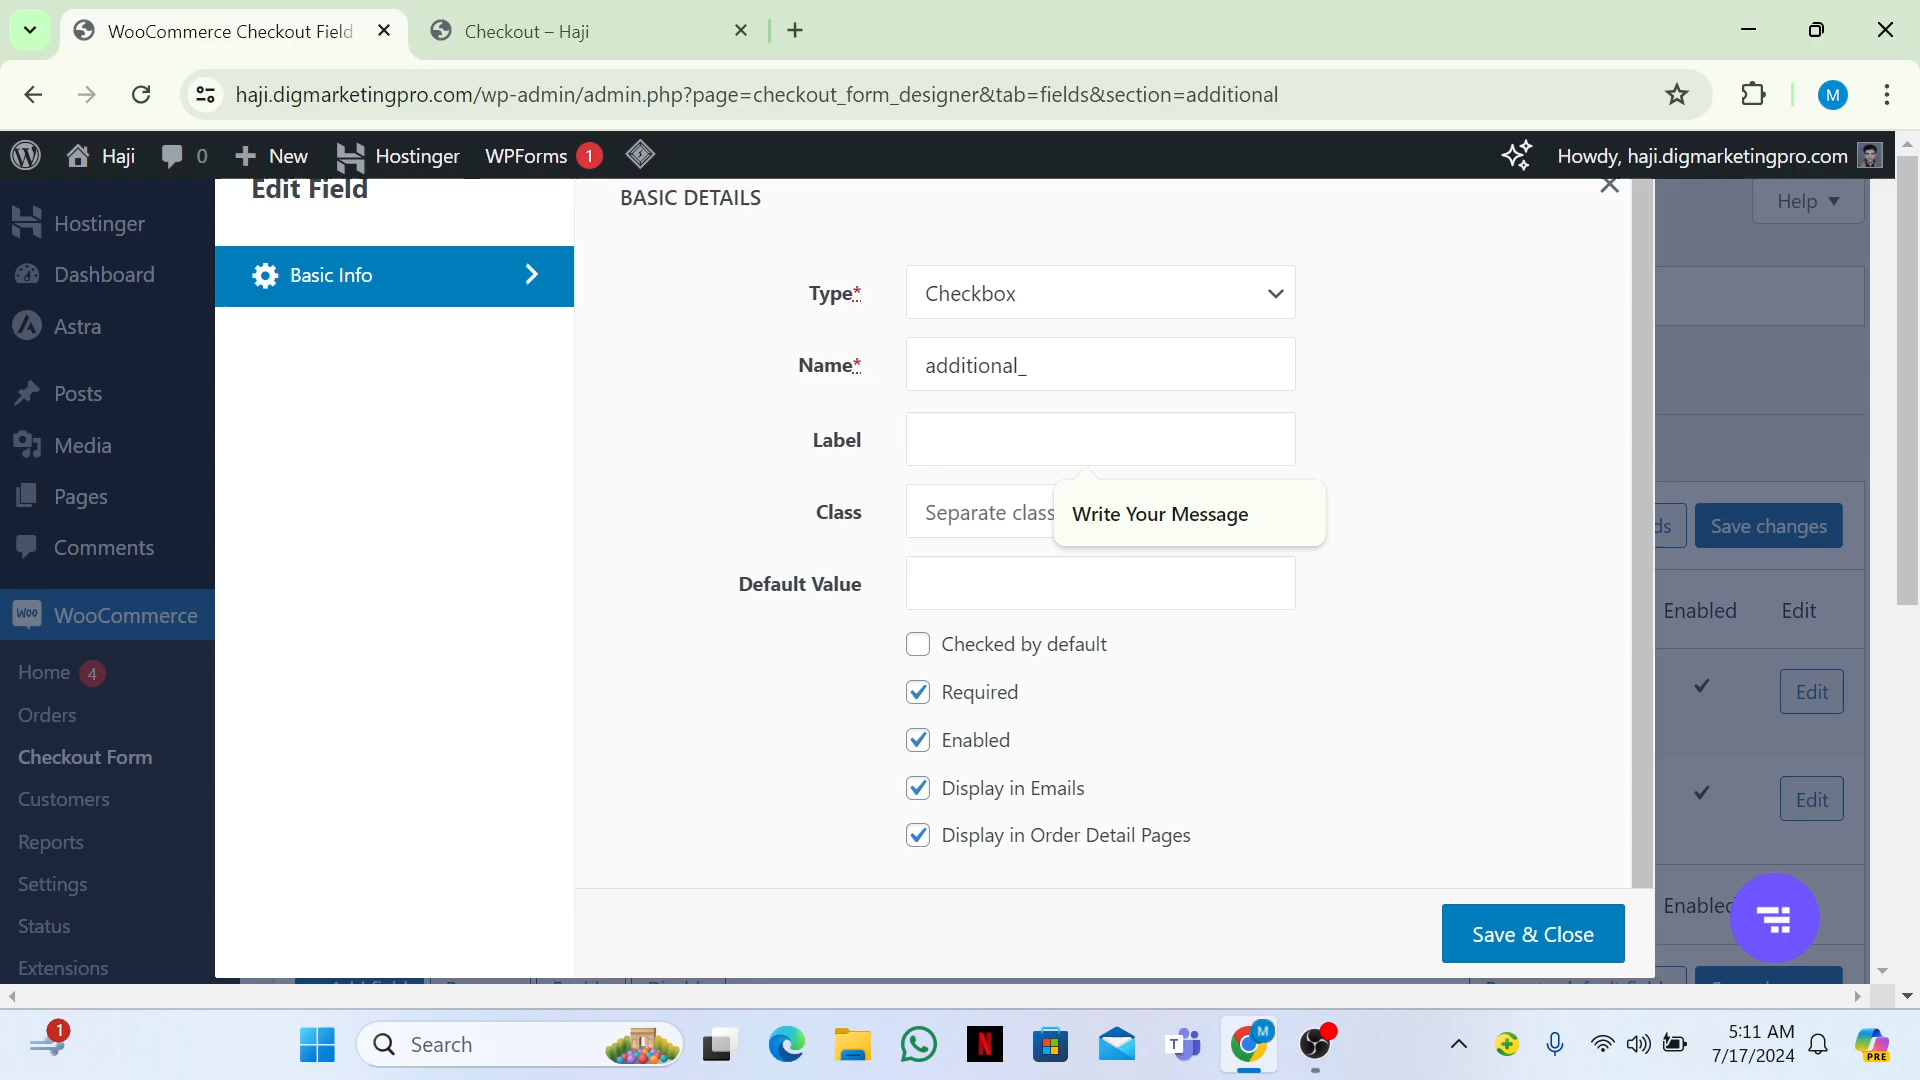 WooCommerce Checkout Field
Checkout – Haji
haji.digmarketingpro.com/wp-admin/admin.php?page=checkout_form_designer&tab=fields&section=additional
M
Haji
0
New
Hostinger
WPForms 1
Howdy, haji.digmarketingpro.com
Help
Hostinger
Dashboard
Astra
Posts
Media
Pages
Comments
WooCommerce
Home 4
Orders
Checkout Form
Customers
Reports
Settings
Status
Extensions
Edit Field
Basic Info
BASIC DETAILS
Type* Checkbox
Name* additional_
Label
Class Separate class
Write Your Message
Default Value
Checked by default
Required
Enabled
Display in Emails
Display in Order Detail Pages
Save & Close
Save changes
Enabled Edit
Edit
Edit
Enabled
1
Search
M
5:11 AM
7/17/2024
PRE